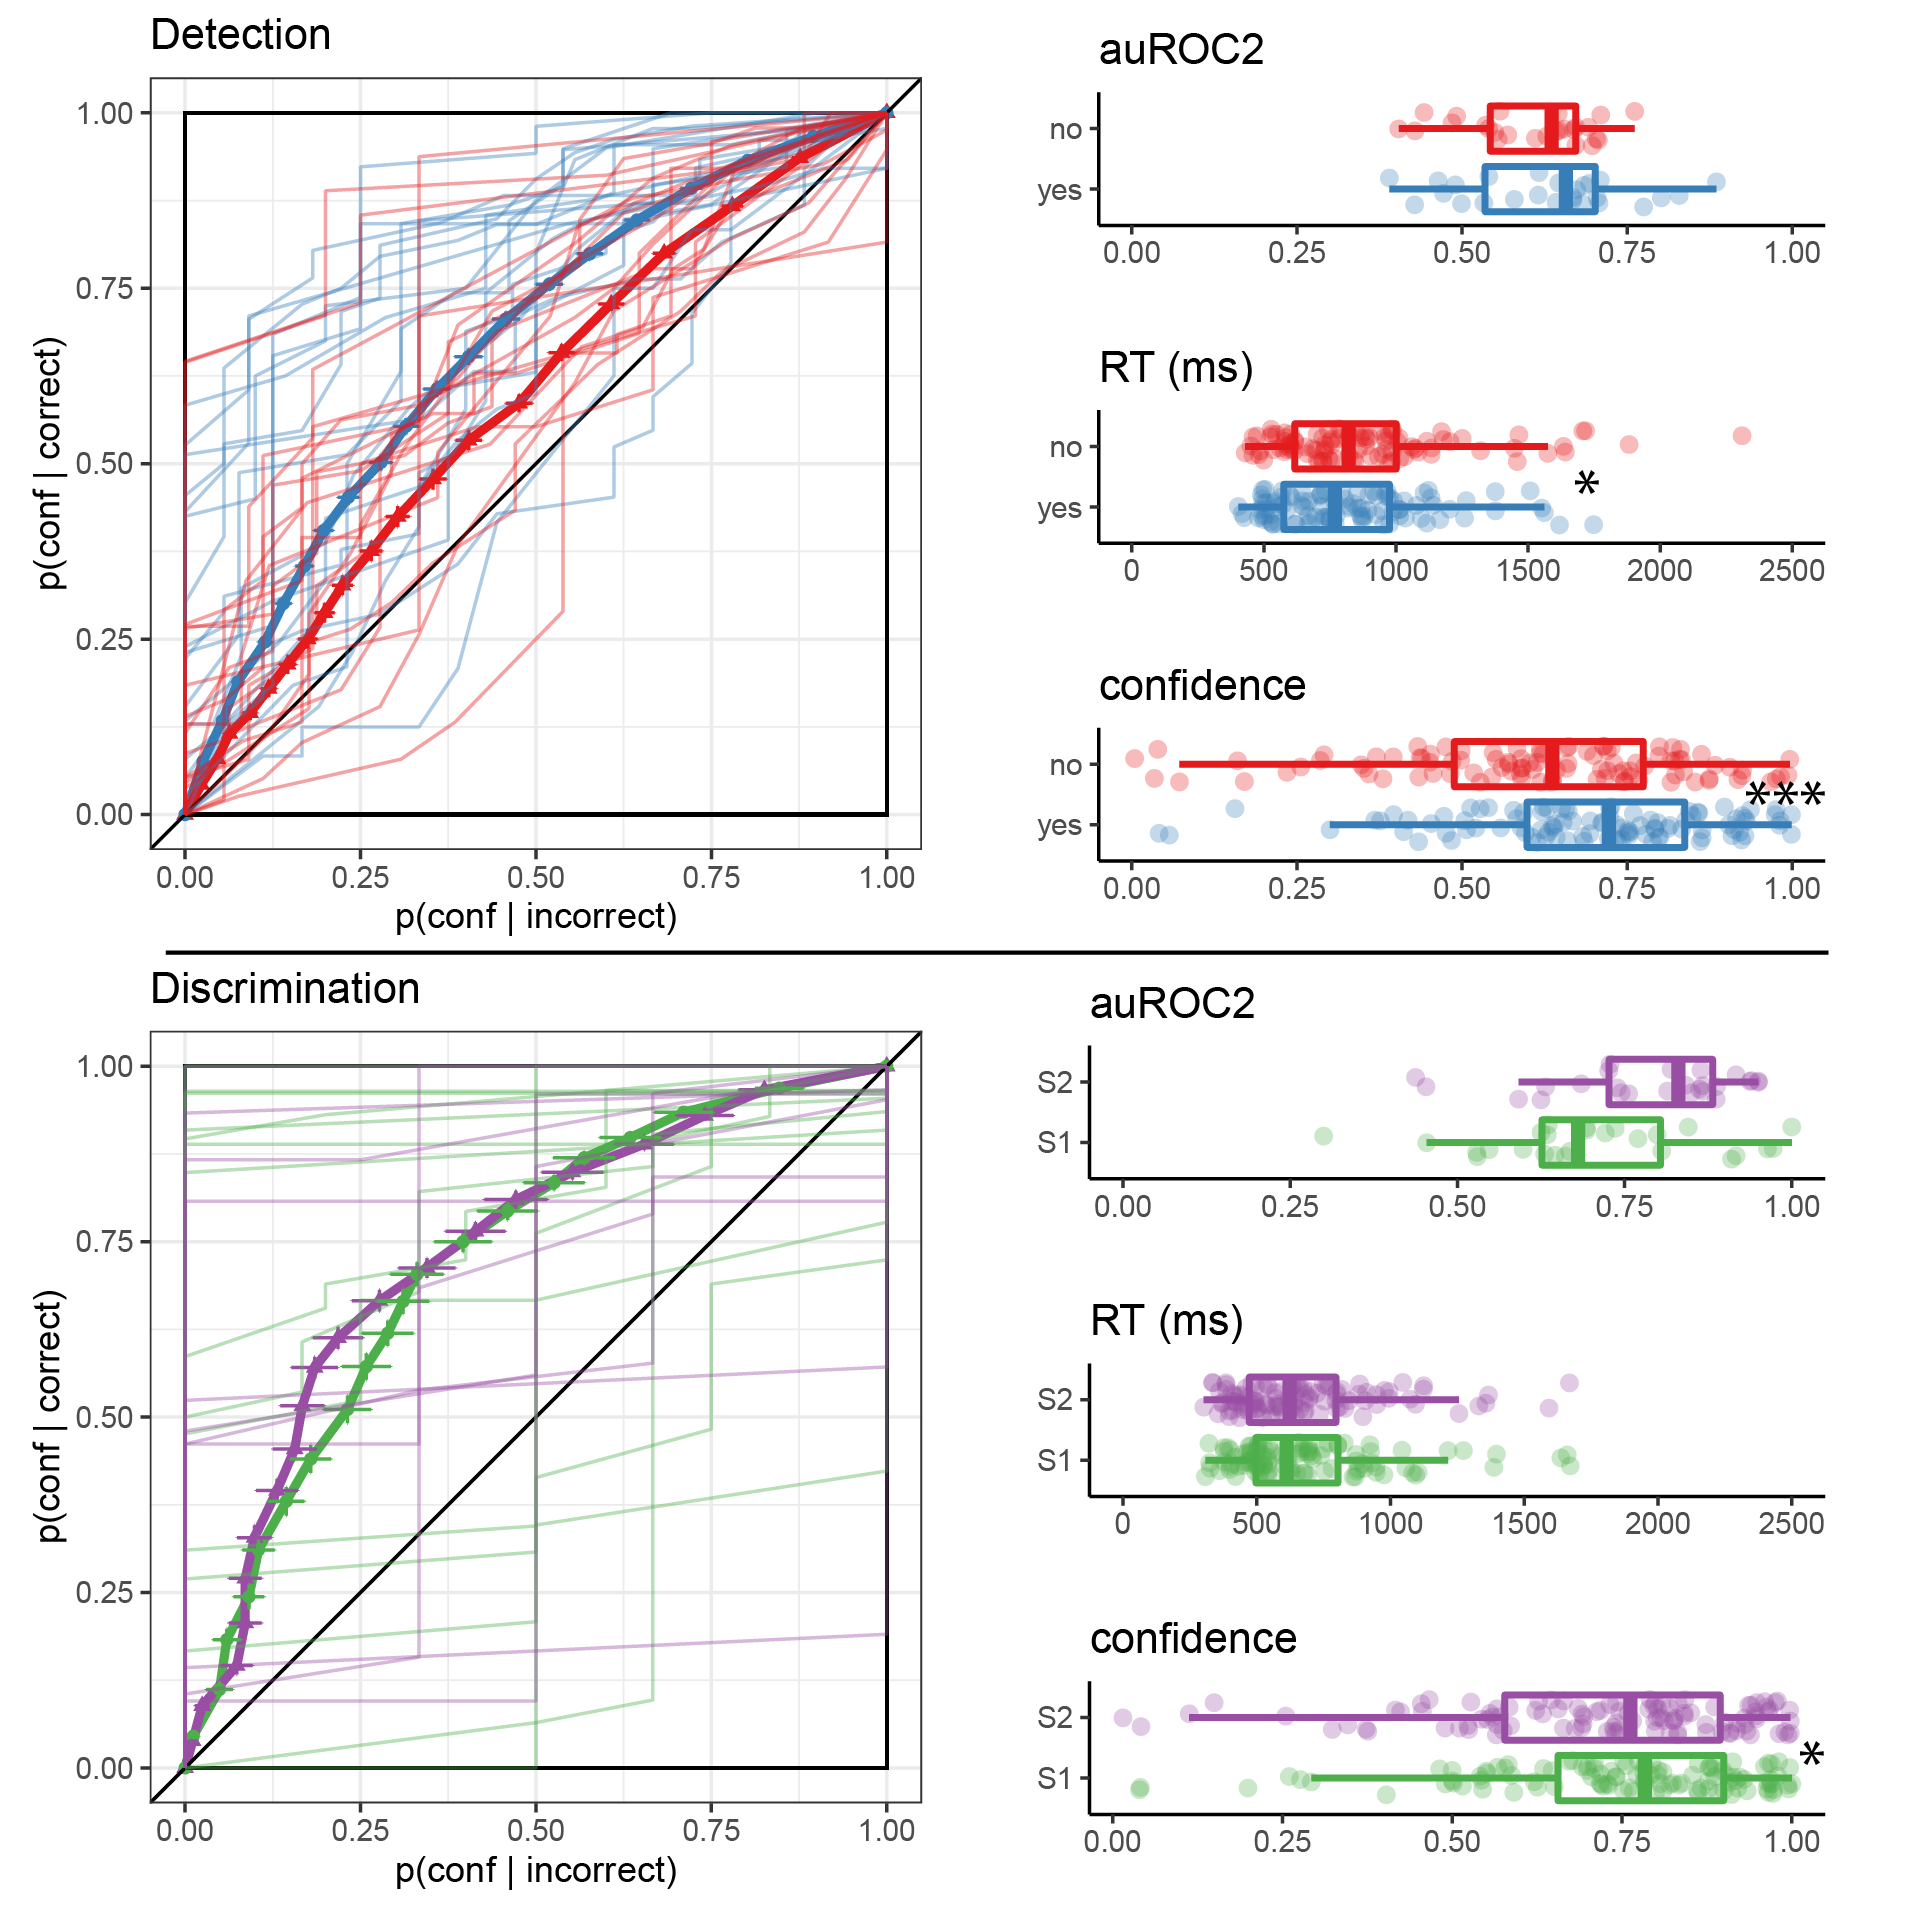 Detection
1.00
0.75
0.50
0.25
0.00
p(conf | correct)
0.00 0.25 0.50 0.75 1.00
p(conf | incorrect)
auROC2
no
yes
0.00 0.25 0.50 0.75 1.00
RT (ms)
no
*
yes
0 500 1000 1500 2000 2500
confidence
no
***
yes
0.00 0.25 0.50 0.75 1.00
Discrimination
1.00
0.75
0.50
0.25
0.00
p(conf | correct)
0.00 0.25 0.50 0.75 1.00
p(conf | incorrect)
auROC2
S2
S1
0.00 0.25 0.50 0.75 1.00
RT (ms)
S2
S1
0 500 1000 1500 2000 2500
confidence
S2
*
S1
0.00 0.25 0.50 0.75 1.00